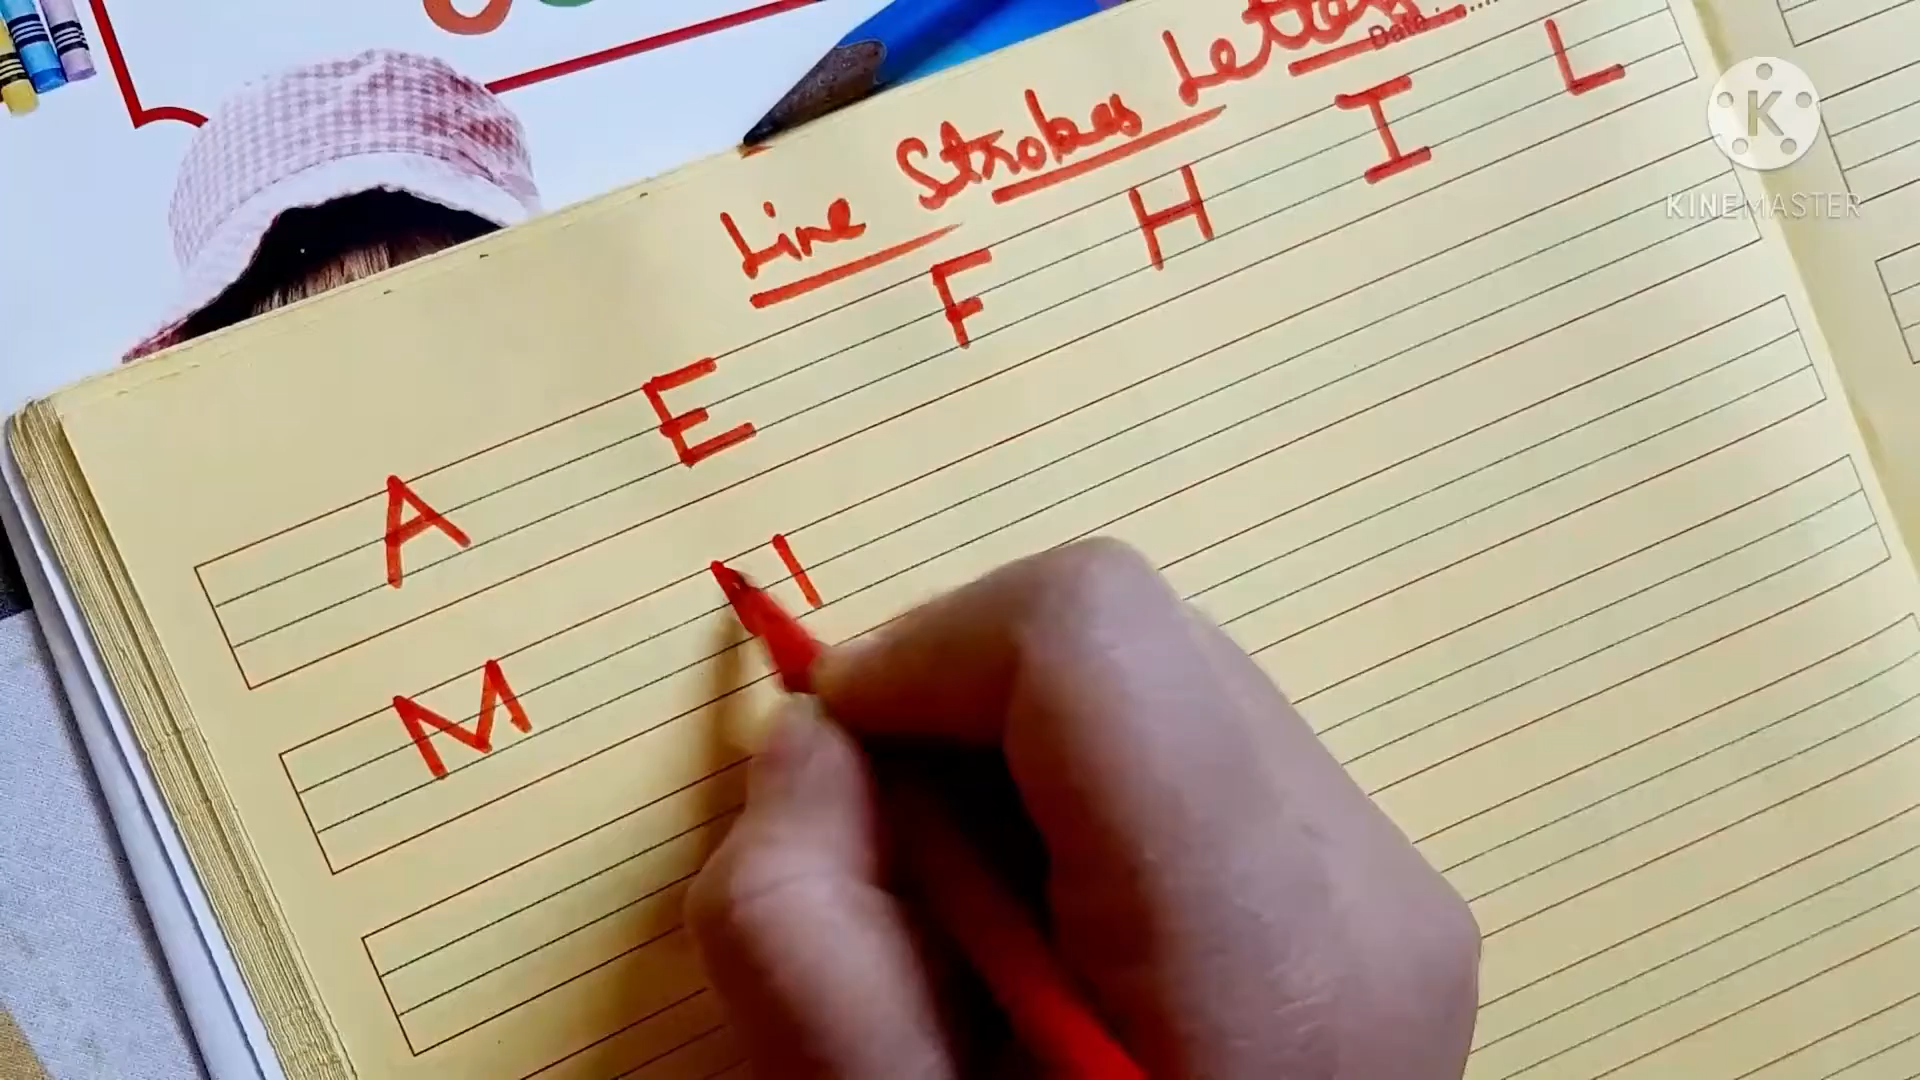 Line Strokes Letters
Date
A E F H I L
M
K
KINEMASTER